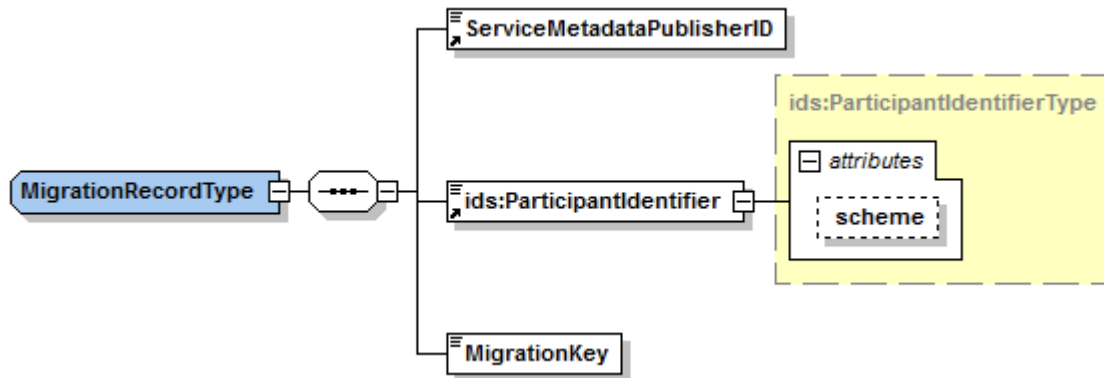 ServiceMetadataPublisherID
ids:ParticipantIdentifierType
attributes
MigrationRecordType
ids:ParticipantIdentifier
scheme
MigrationKey